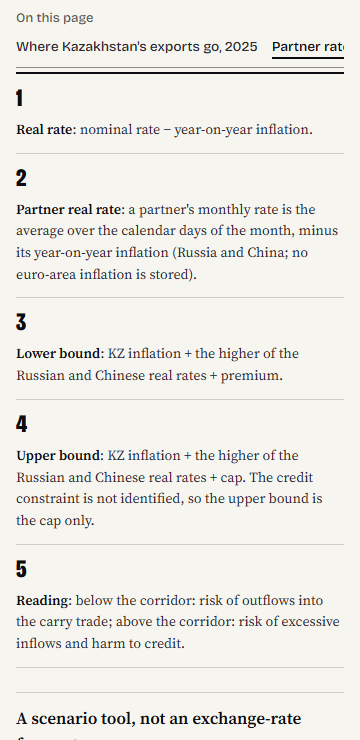 On this page
Where Kazakhstan's exports go, 2025 Partner rat
1
Real rate: nominal rate − year-on-year inflation.
2
Partner real rate: a partner's monthly rate is the
average over the calendar days of the month, minus
its year-on-year inflation (Russia and China; no
euro-area inflation is stored).
3
Lower bound: KZ inflation + the higher of the
Russian and Chinese real rates + premium.
4
Upper bound: KZ inflation + the higher of the
Russian and Chinese real rates + cap. The credit
constraint is not identified, so the upper bound is
the cap only.
5
Reading: below the corridor: risk of outflows into
the carry trade; above the corridor: risk of excessive
inflows and harm to credit.
A scenario tool, not an exchange-rate